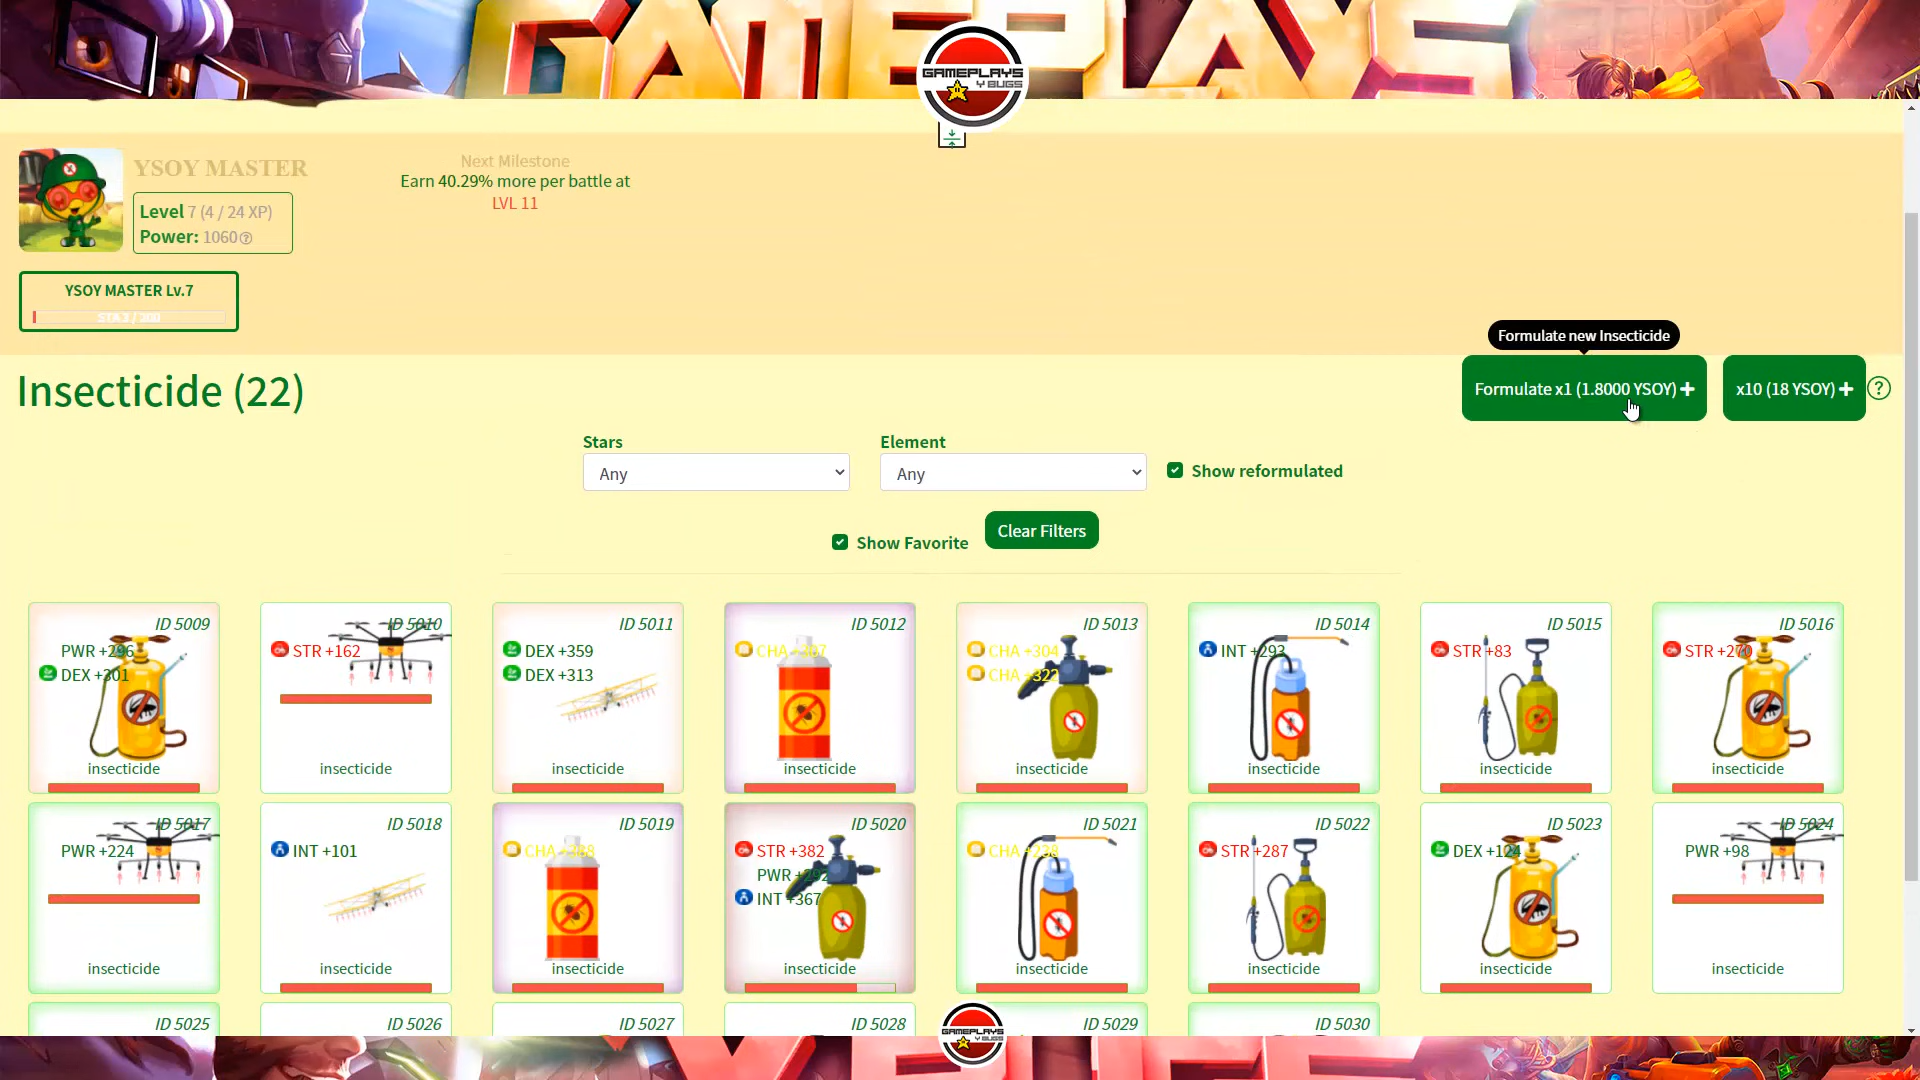 GAMEPLAYS
GAMEPLAYS
Y BUGS
YSOY MASTER
Level 7 (4 / 24 XP)
Power: 1060
Next Milestone
Earn 40.29% more per battle at
LVL 11
YSOY MASTER Lv.7
Formulate new Insecticide
Insecticide (22)
Formulate x1 (1.8000 YSOY)
x10 (18 YSOY)
?
Stars
Any
Element
Any
Show reformulated
Show Favorite
Clear Filters
ID 5009
PWR +296
DEX +301
insecticide
ID 5010
STR +162
insecticide
ID 5011
DEX +359
DEX +313
insecticide
ID 5012
insecticide
ID 5013
CHA +304
CHA +322
insecticide
ID 5014
INT +293
insecticide
ID 5015
STR +83
insecticide
ID 5016
STR +270
insecticide
ID 5017
PWR +224
insecticide
ID 5018
INT +101
insecticide
ID 5019
insecticide
ID 5020
STR +382
PWR +292
INT +367
insecticide
ID 5021
CHA +238
insecticide
ID 5022
STR +287
insecticide
ID 5023
DEX +124
insecticide
ID 5024
PWR +98
insecticide
ID 5025
ID 5026
ID 5027
ID 5028
ID 5029
ID 5030
GAMEPLAYS
Y BUGS